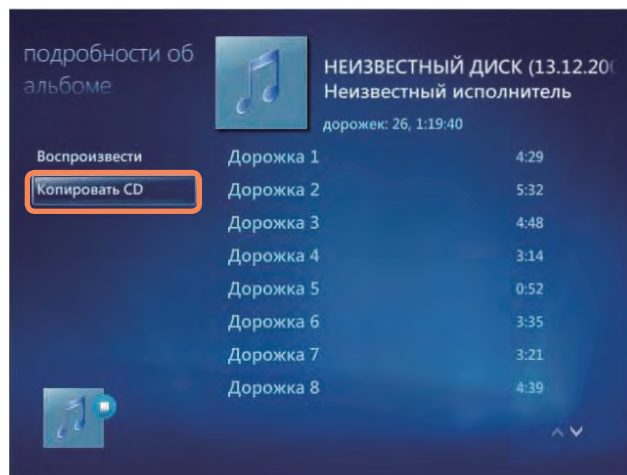 подробности об
альбоме
НЕИЗВЕСТНЫЙ ДИСК (13.12.200
Неизвестный исполнитель
дорожек: 26, 1:19:40
Воспроизвести
Копировать CD
Дорожка 1 4:29
Дорожка 2 5:32
Дорожка 3 4:48
Дорожка 4 3:14
Дорожка 5 0:52
Дорожка 6 3:35
Дорожка 7 3:21
Дорожка 8 4:39